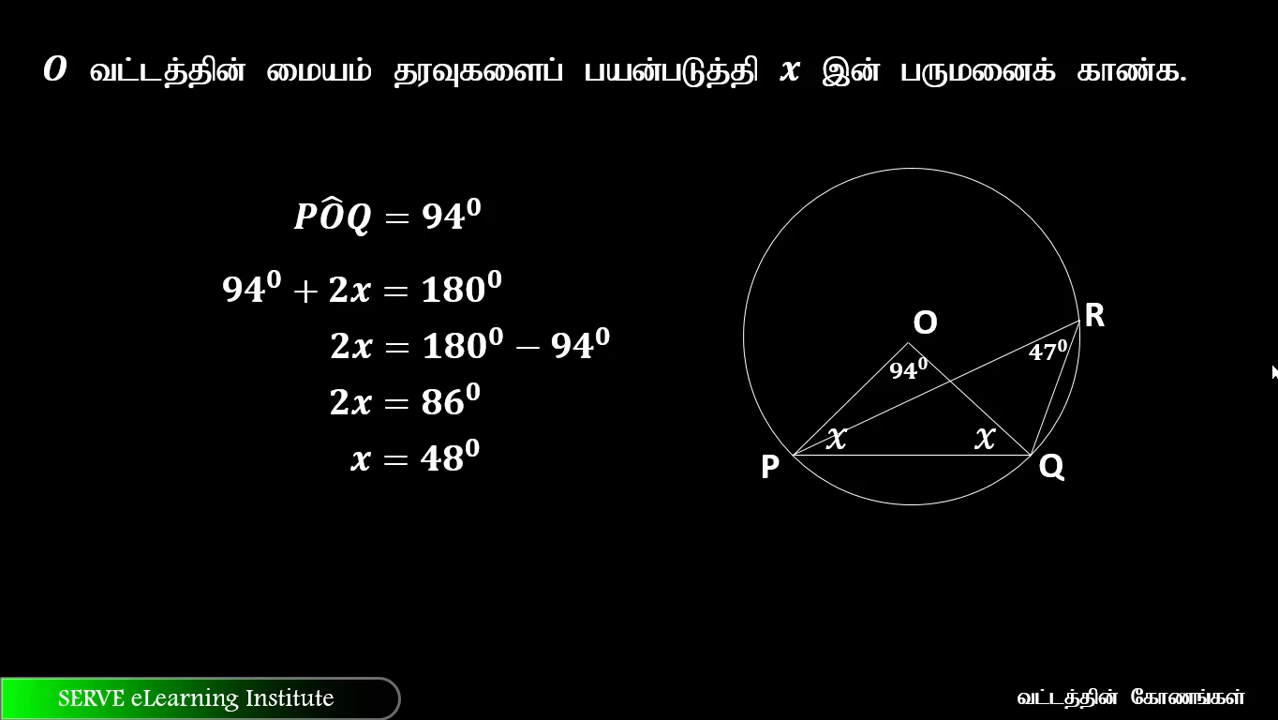 O வட்டத்தின் மையம் தரவுகளைப் பயன்படுத்தி x இன் பருமனைக் காண்க.
PÔQ = 94⁰
94⁰ + 2x = 180⁰
2x = 180⁰ − 94⁰
2x = 86⁰
x = 48⁰
O
R
94⁰
47⁰
x
x
P
Q
SERVE eLearning Institute
வட்டத்தின் கோணங்கள்